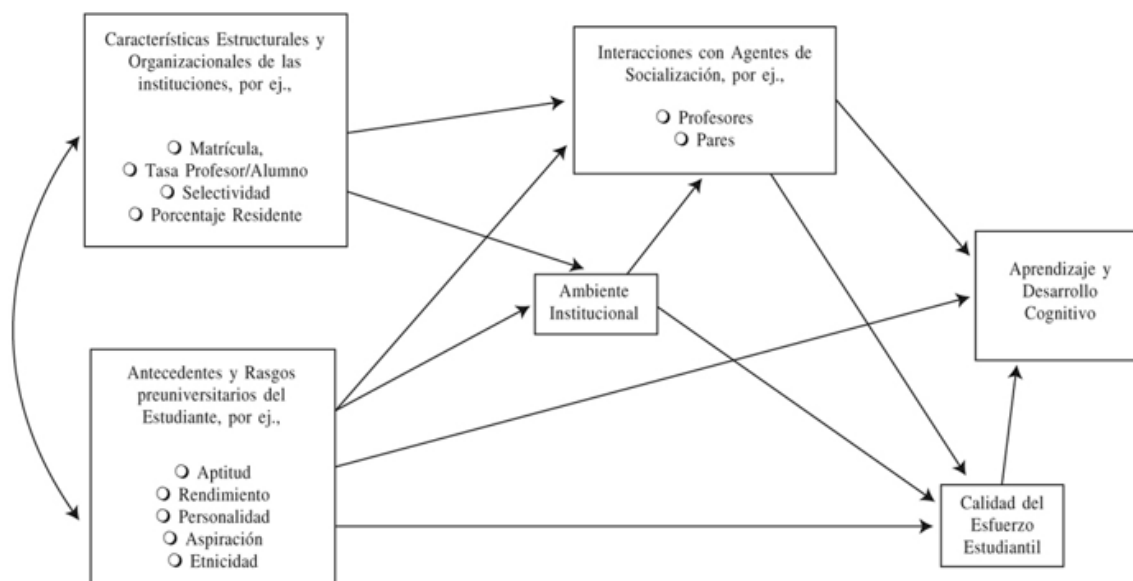 Características Estructurales y
Organizacionales de las
instituciones, por ej.,
Matrícula,
Tasa Profesor/Alumno
Selectividad
Porcentaje Residente
Interacciones con Agentes de
Socialización, por ej.,
Profesores
Pares
Ambiente
Institucional
Aprendizaje y
Desarrollo
Cognitivo
Antecedentes y Rasgos
preuniversitarios del
Estudiante, por ej.,
Aptitud
Rendimiento
Personalidad
Aspiración
Etnicidad
Calidad del
Esfuerzo
Estudiantil